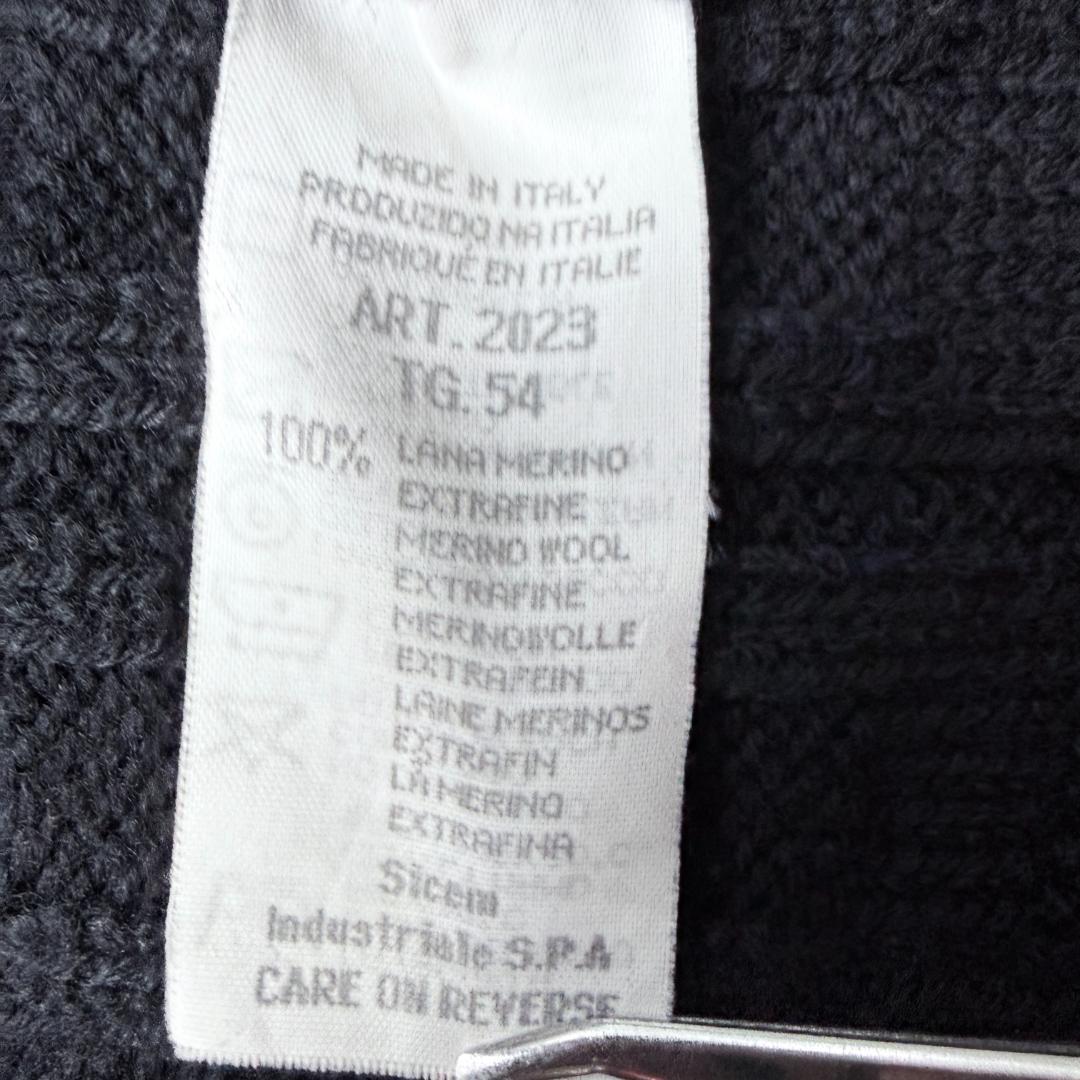 MADE IN ITALY
PRODUZIDO NA ITALIA
FABRIQUÉ EN ITALIE
ART. 2023
TG. 54
100% LANA MERINO
EXTRAFINE
MERINO WOOL
EXTRAFINE
MERINOWOLLE
EXTRAFEIN
LAINE MERINOS
EXTRAFIN
LÃ MERINO
EXTRAFINA
Sicem
Industriale S.P.A
CARE ON REVERSE